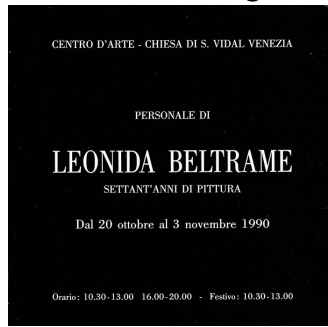 CENTRO D'ARTE - CHIESA DI S. VIDAL VENEZIA
PERSONALE DI
LEONIDA BELTRAME
SETTANT'ANNI DI PITTURA
Dal 20 ottobre al 3 novembre 1990
Orario: 10.30-13.00 16.00-20.00 - Festivo: 10.30-13.00